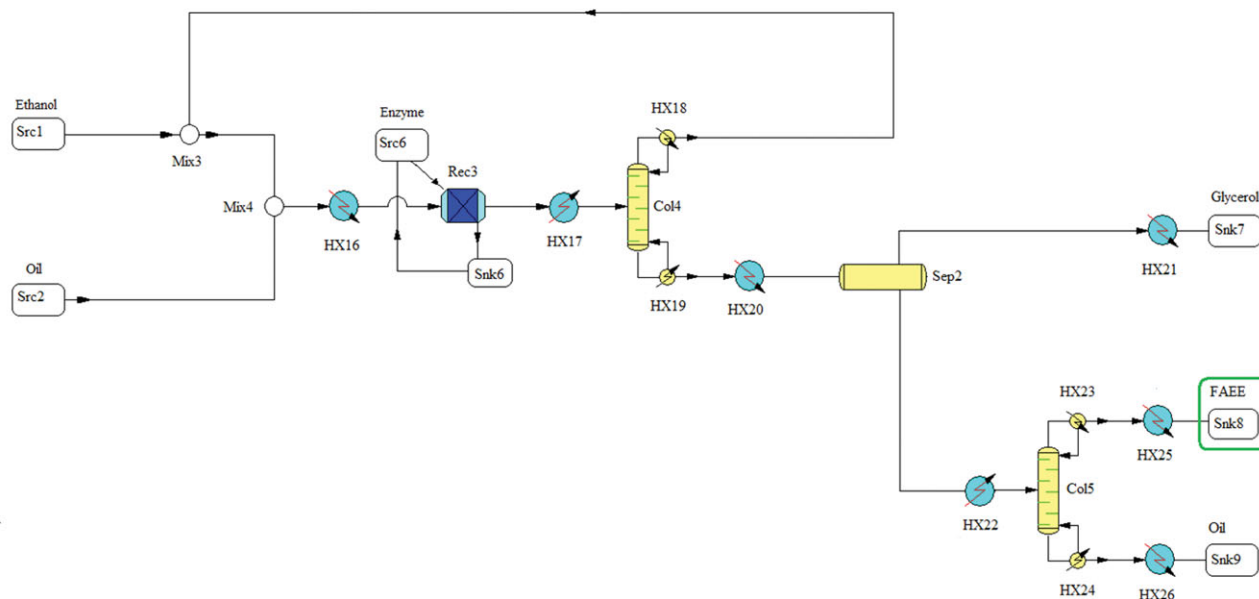 Ethanol
Src1
Mix3
Mix4
Oil
Src2
HX16
Enzyme
Src6
Rec3
Snk6
HX17
HX18
Col4
HX19
HX20
Sep2
Glycerol
Snk7
HX21
HX22
HX23
Col5
HX24
HX25
FAEE
Snk8
HX26
Oil
Snk9